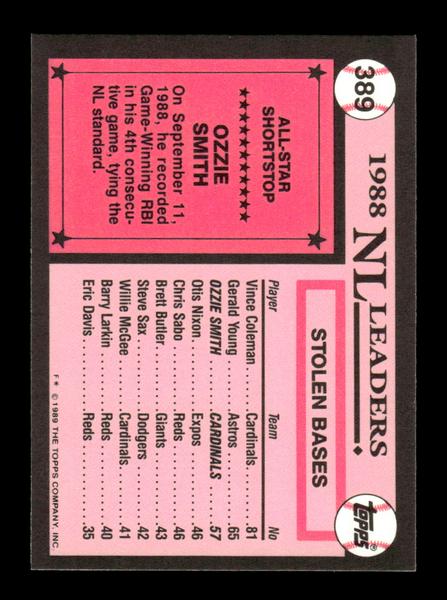 389
1988 NL LEADERS
topps®
ALL-STAR
SHORTSTOP
★★★★★★★★★★
OZZIE
SMITH
On September 11,
1988, he recorded
Game-Winning RBI
in his 4th consecu-
tive game, tying the
NL standard.
STOLEN BASES
Player Team No
Vince Coleman .... Cardinals .... 81
Gerald Young .... Astros .... 65
OZZIE SMITH .... CARDINALS .... 57
Otis Nixon .... Expos .... 46
Chris Sabo .... Reds .... 46
Brett Butler .... Giants .... 43
Steve Sax .... Dodgers .... 42
Willie McGee .... Cardinals .... 41
Barry Larkin .... Reds .... 40
Eric Davis .... Reds .... 35
F* © 1989 THE TOPPS COMPANY, INC